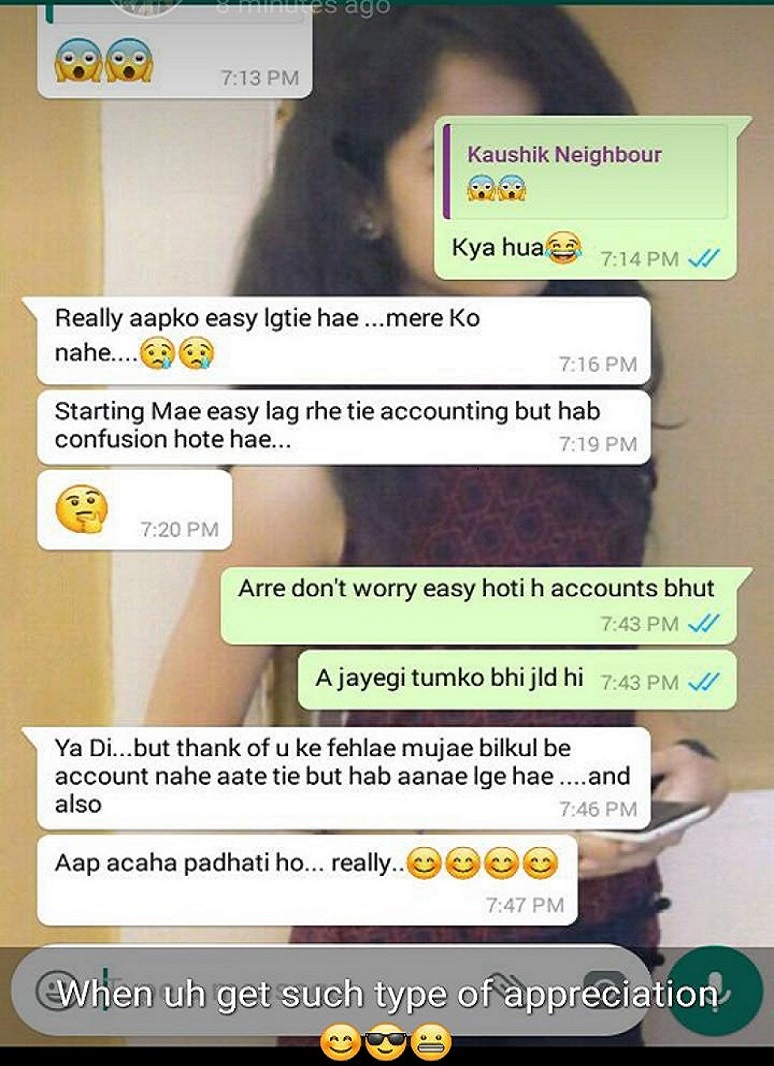 8 minutes ago
😱😱
7:13 PM
Kaushik Neighbour
😱😱
Kya hua😂 7:14 PM
Really aapko easy lgtie hae ...mere Ko
nahe....😢😢
7:16 PM
Starting Mae easy lag rhe tie accounting but hab
confusion hote hae...
7:19 PM
🤔
7:20 PM
Arre don't worry easy hoti h accounts bhut
7:43 PM
A jayegi tumko bhi jld hi 7:43 PM
Ya Di...but thank of u ke fehlae mujae bilkul be
account nahe aate tie but hab aanae lge hae ....and
also
7:46 PM
Aap acaha padhati ho... really..😊😊😊😊
7:47 PM
When uh get such type of appreciation
😊😎😬